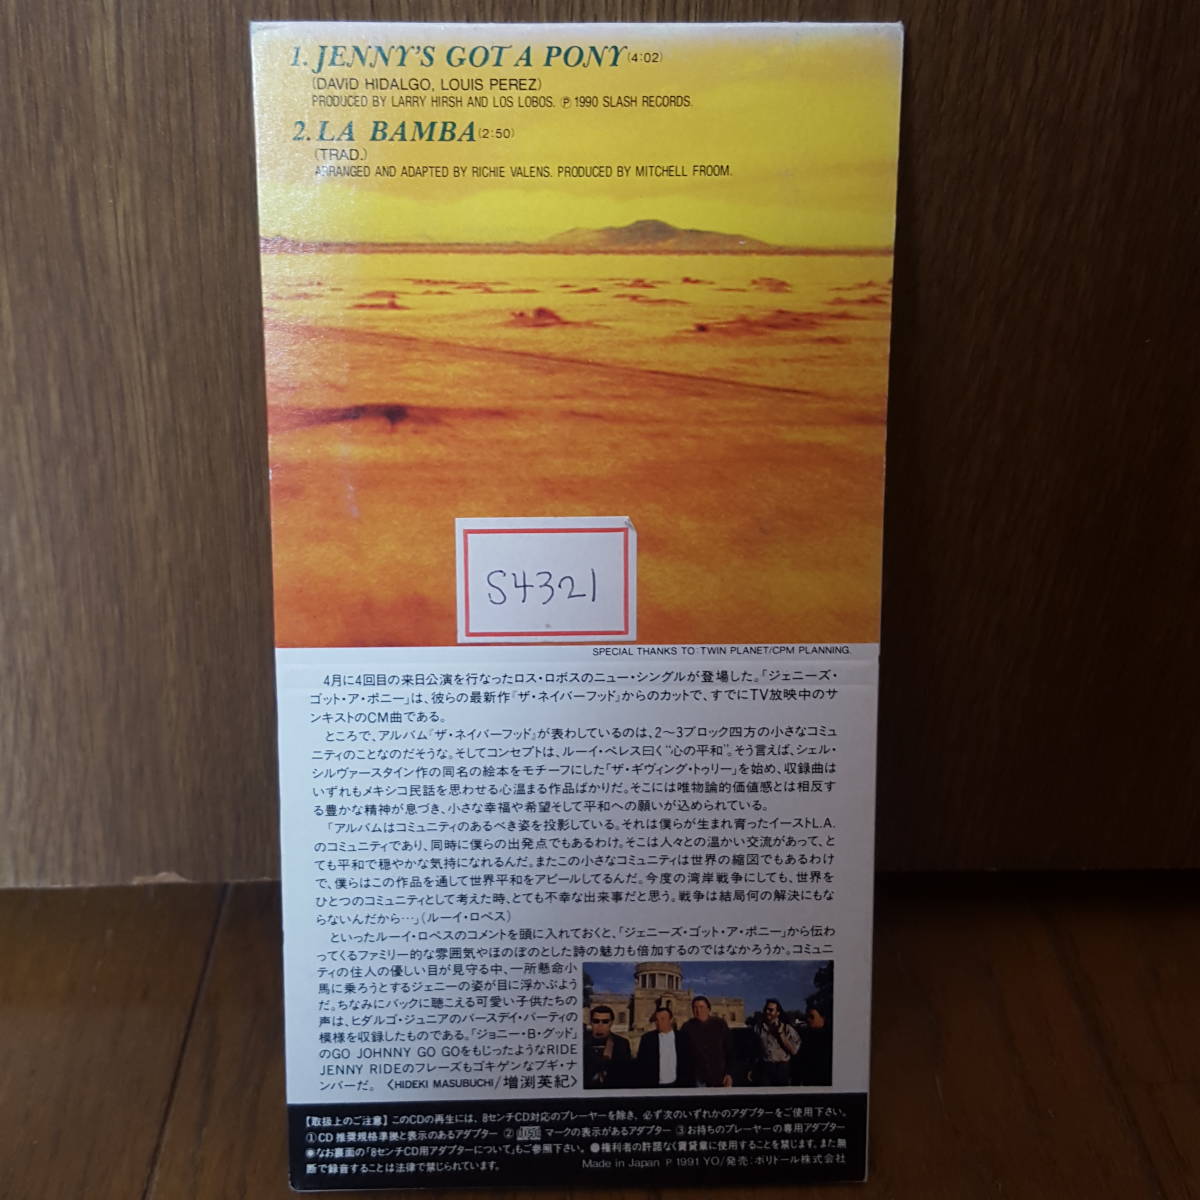 1. JENNY'S GOT A PONY (4:02)
(DAVID HIDALGO, LOUIS PEREZ)
PRODUCED BY LARRY HIRSH AND LOS LOBOS. ℗ 1990 SLASH RECORDS.
2. LA BAMBA (2:50)
(TRAD.)
ARRANGED AND ADAPTED BY RICHIE VALENS. PRODUCED BY MITCHELL FROOM.
S4321
SPECIAL THANKS TO: TWIN PLANET/CPM PLANNING.
4月に4回目の来日公演を行なったロス・ロボスのニュー・シングルが登場した。「ジェニーズ・
ゴット・ア・ポニー」は、彼らの最新作『ザ・ネイバーフッド』からのカットで、すでにTV放映中のサ
ンキストのCM曲である。
ところで、アルバム『ザ・ネイバーフッド』が表わしているのは、2〜3ブロック四方の小さなコミュ
ニティのことなのだそうな。そしてコンセプトは、ルーイ・ペレス曰く“心の平和”。そう言えば、シェル・
シルヴァースタイン作の同名の絵本をモチーフにした「ザ・ギヴィング・トゥリー」を始め、収録曲は
いずれもメキシコ民話を思わせる心温まる作品ばかりだ。そこには唯物論的価値感とは相反す
る豊かな精神が息づき、小さな幸福や希望そして平和への願いが込められている。
「アルバムはコミュニティのあるべき姿を投影している。それは僕らが生まれ育ったイーストL.A.
のコミュニティであり、同時に僕らの出発点でもあるわけ。そこは人々との温かい交流があって、と
ても平和で穏やかな気持になれるんだ。またこの小さなコミュニティは世界の縮図でもあるわけ
で、僕らはこの作品を通して世界平和をアピールしてるんだ。今度の湾岸戦争にしても、世界を
ひとつのコミュニティとして考えた時、とても不幸な出来事だと思う。戦争は結局何の解決にもな
らないんだから…」(ルーイ・ロペス)
といったルーイ・ロペスのコメントを頭に入れておくと、「ジェニーズ・ゴット・ア・ポニー」から伝わ
ってくるファミリー的な雰囲気やほのぼのとした詩の魅力も倍加するのではなかろうか。コミュニ
ティの住人の優しい目が見守る中、一所懸命小
馬に乗ろうとするジェニーの姿が目に浮かぶよう
だ。ちなみにバックに聴こえる可愛い子供たちの
声は、ヒダルゴ・ジュニアのバースデイ・パーティの
模様を収録したものである。「ジョニー・B・グッド」
のGO JOHNNY GO GOをもじったようなRIDE
JENNY RIDEのフレーズもゴキゲンなブギ・ナ
ンバーだ。〈HIDEKI MASUBUCHI/増渕英紀〉
【取扱上のご注意】このCDの再生には、8センチCD対応のプレーヤーを除き、必ず次のいずれかのアダプターをご使用下さい。
①CD推奨規格準拠と表示のあるアダプター ②マークの表示があるアダプター ③お持ちのプレーヤーの専用アダプター
●なお裏面の「8センチCD用アダプターについて」もご参照下さい。●権利者の許諾なく賃貸業に使用することを禁じます。また無
断で録音することは法律で禁じられています。
Made in Japan ℗ 1991 YO/発売:ポリドール株式会社